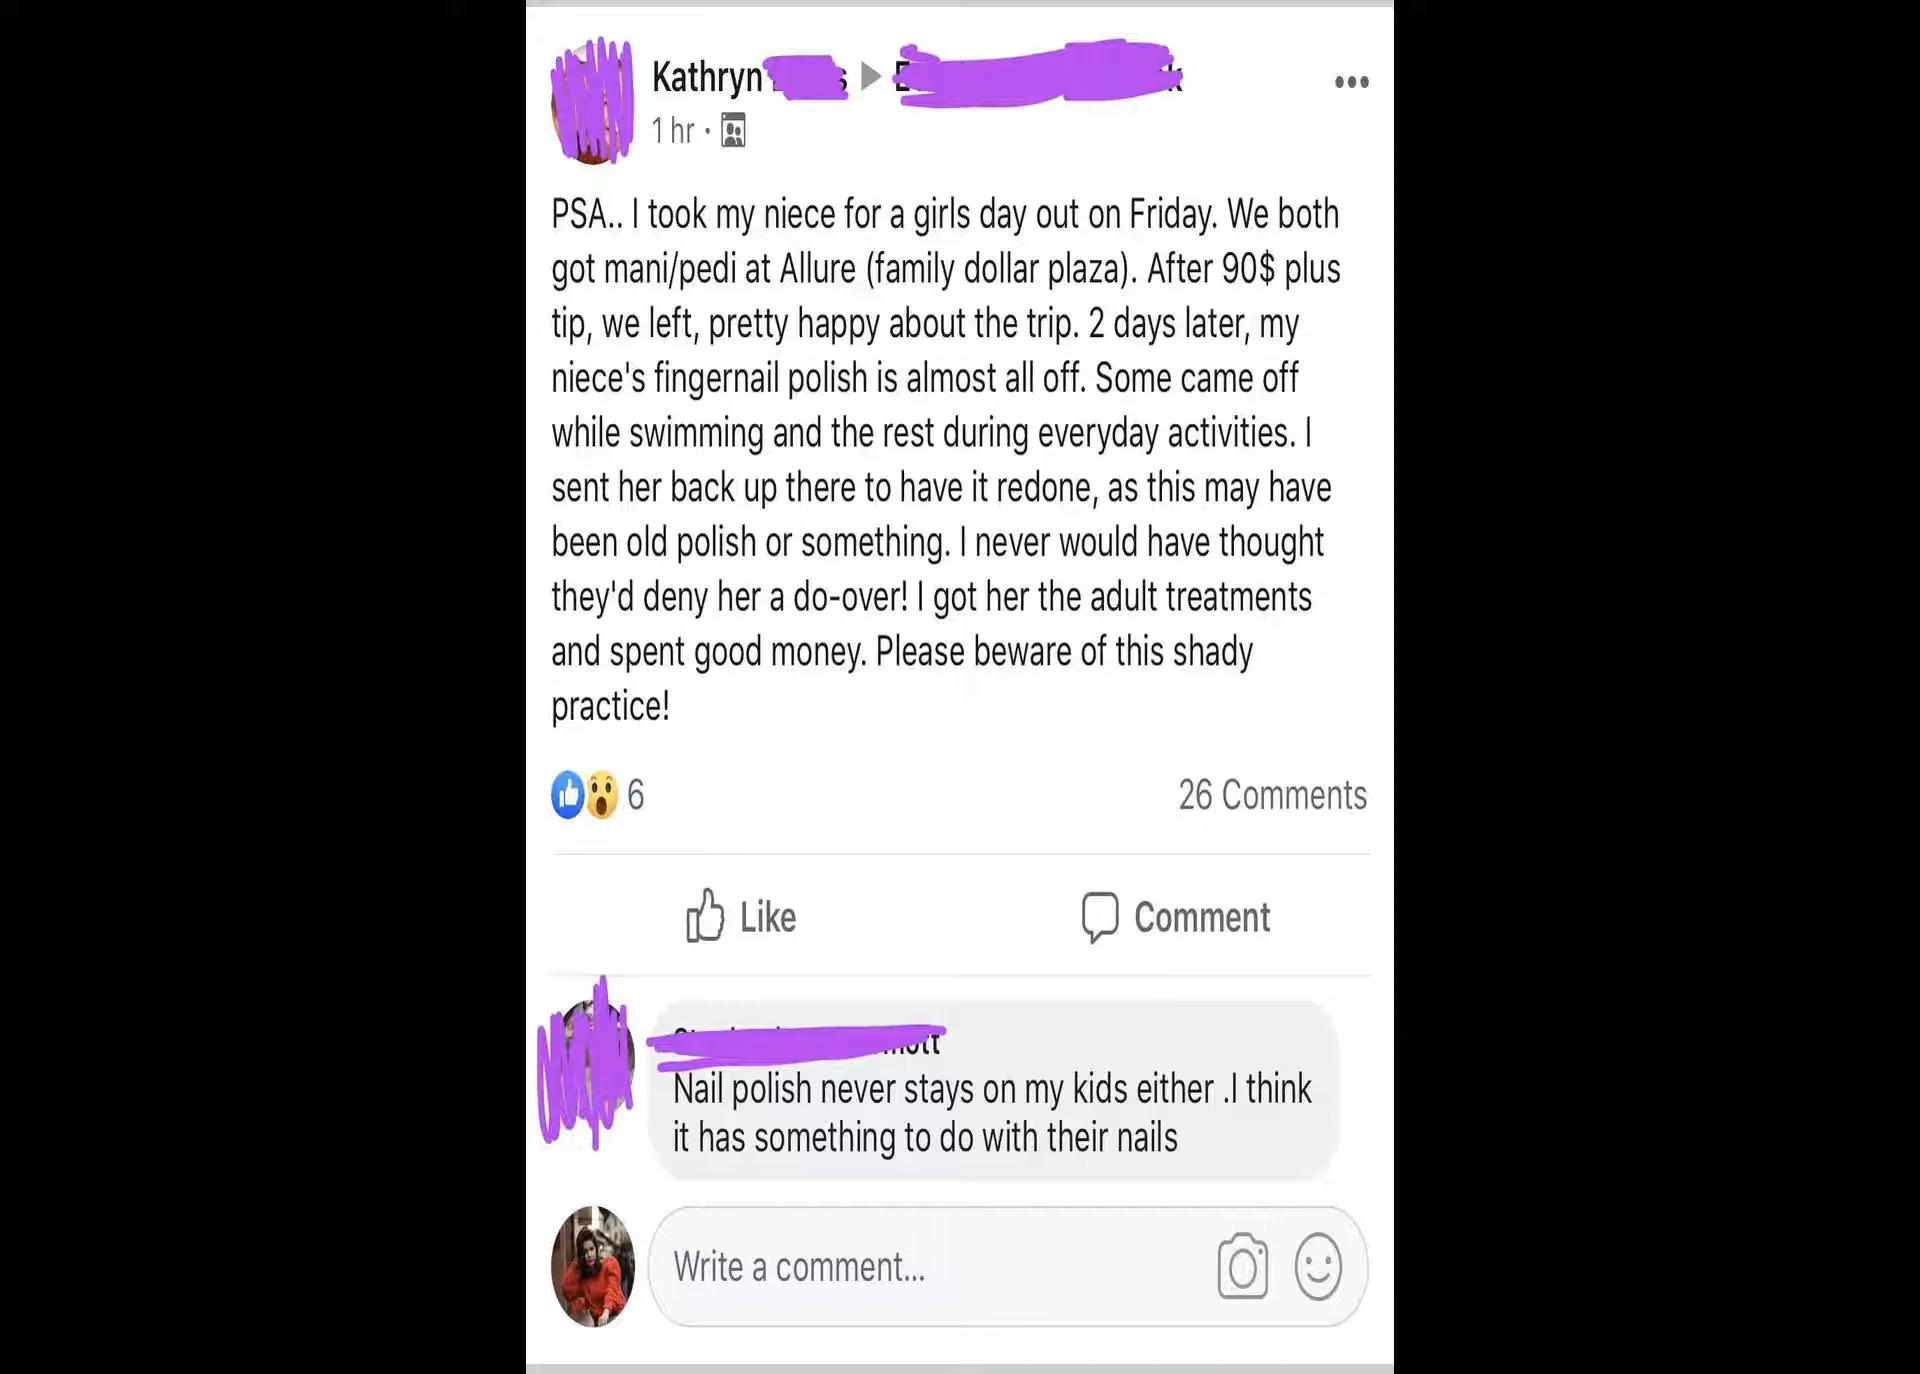 Kathryn
1 hr ·
PSA.. I took my niece for a girls day out on Friday. We both
got mani/pedi at Allure (family dollar plaza). After 90$ plus
tip, we left, pretty happy about the trip. 2 days later, my
niece's fingernail polish is almost all off. Some came off
while swimming and the rest during everyday activities. I
sent her back up there to have it redone, as this may have
been old polish or something. I never would have thought
they'd deny her a do-over! I got her the adult treatments
and spent good money. Please beware of this shady
practice!
6 26 Comments
Like Comment
Nail polish never stays on my kids either .I think
it has something to do with their nails
Write a comment...